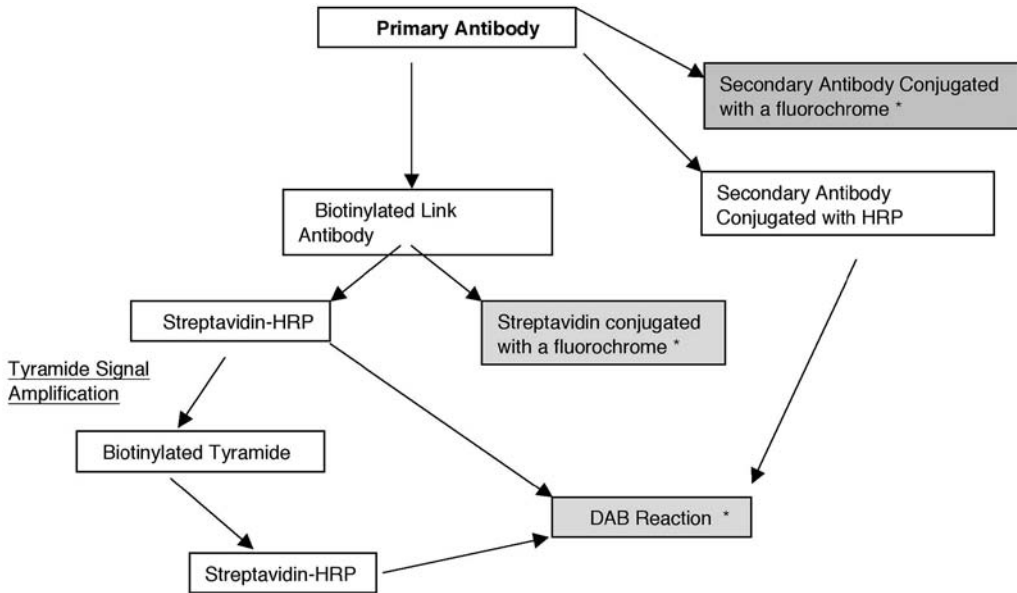 Primary Antibody
Secondary Antibody Conjugated
with a fluorochrome *
Biotinylated Link
Antibody
Secondary Antibody
Conjugated with HRP
Streptavidin-HRP
Streptavidin conjugated
with a fluorochrome *
Tyramide Signal
Amplification
Biotinylated Tyramide
DAB Reaction *
Streptavidin-HRP